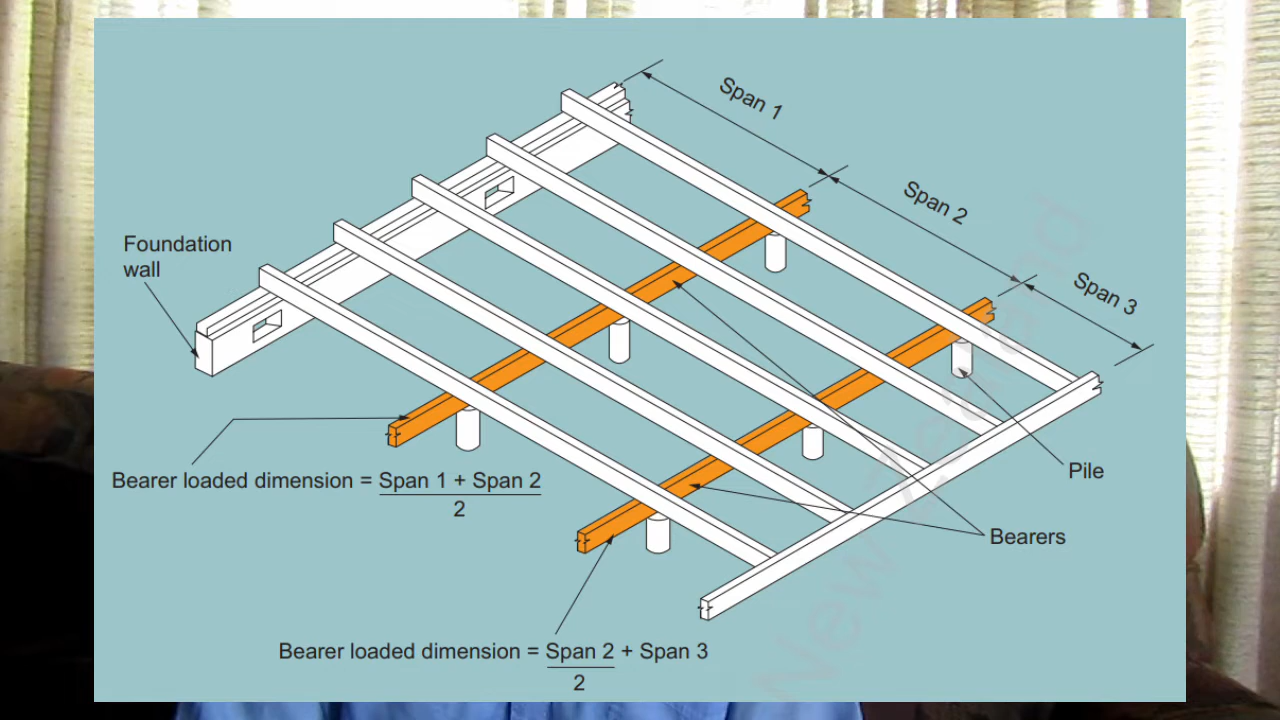 Span 1
Span 2
Span 3
Foundation
wall
Bearer loaded dimension = Span 1 + Span 2
2
Pile
Bearers
Bearer loaded dimension = Span 2 + Span 3
2